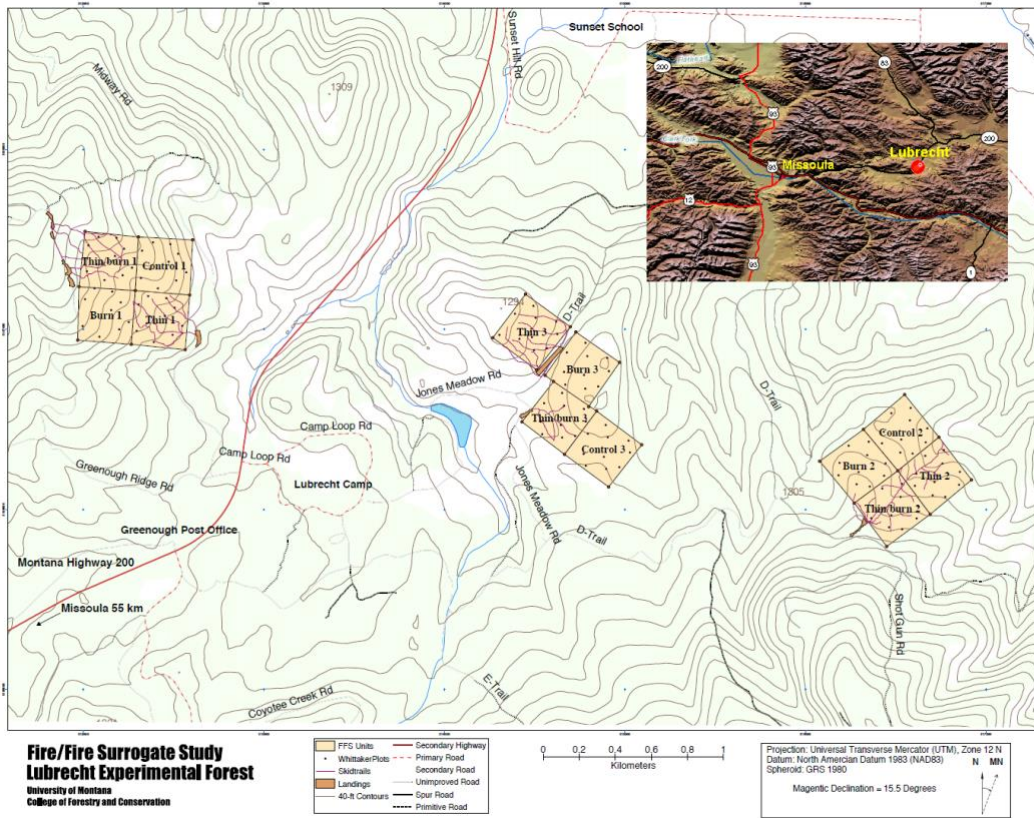 Sunset School
Sunset Hill Rd
Midway Rd
1309
200
83
93
200
Missoula
93
Lubrecht
12
93
1
Thin/burn 1
Control 1
Burn 1
Thin 1
Thin 3
D-Trail
Burn 3
Jones Meadow Rd
Thin/burn 3
Control 3
D-Trail
Control 2
Burn 2
Thin 2
Thin/burn 2
1305
Camp Loop Rd
Camp Loop Rd
Lubrecht Camp
Greenough Ridge Rd
Greenough Post Office
Jones Meadow Rd
D-Trail
Montana Highway 200
Missoula 55 km
Shot Gun Rd
E-Trail
Coyotee Creek Rd
Fire/Fire Surrogate Study
Lubrecht Experimental Forest
University of Montana
College of Forestry and Conservation
FFS Units
WhittakerPlots
Skidtrails
Landings
40-ft Contours
Secondary Highway
Primary Road
Secondary Road
Unimproved Road
Spur Road
Primitive Road
0 0.2 0.4 0.6 0.8 1
Kilometers
Projection: Universal Transverse Mercator (UTM), Zone 12 N
Datum: North Amercian Datum 1983 (NAD83)
Spheroid: GRS 1980
Magentic Declination = 15.5 Degrees
N MN